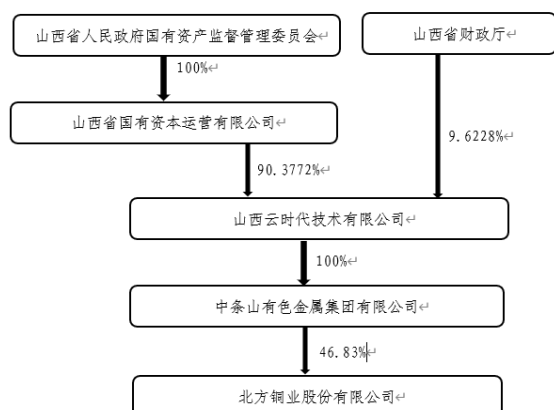 山西省人民政府国有资产监督管理委员会↵
山西省财政厅↵
100%↵
山西省国有资本运营有限公司↵
9.6228%↵
90.3772%↵
山西云时代技术有限公司↵
100%↵
中条山有色金属集团有限公司↵
46.83%↵
北方铜业股份有限公司↵